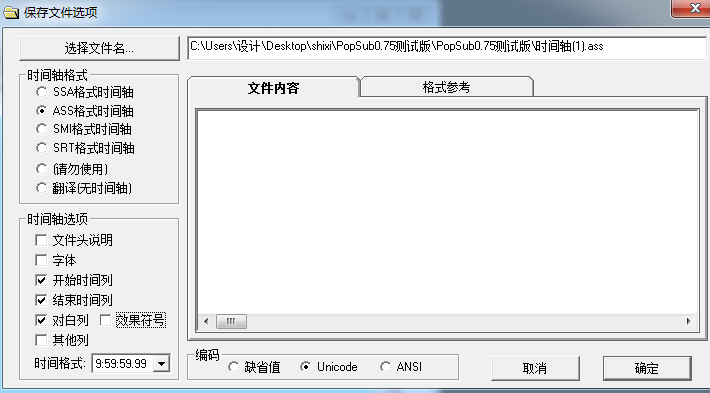 保存文件选项
选择文件名...
C:\Users\设计\Desktop\shixi\PopSub0.75测试版\PopSub0.75测试版\时间轴(1).ass
时间轴格式
SSA格式时间轴
ASS格式时间轴
SMI格式时间轴
SRT格式时间轴
(请勿使用)
翻译(无时间轴)
时间轴选项
文件头说明
字体
开始时间列
结束时间列
对白列 效果符号
其他列
时间格式: 9:59:59.99
文件内容 格式参考
编码
缺省值 Unicode ANSI
取消 确定